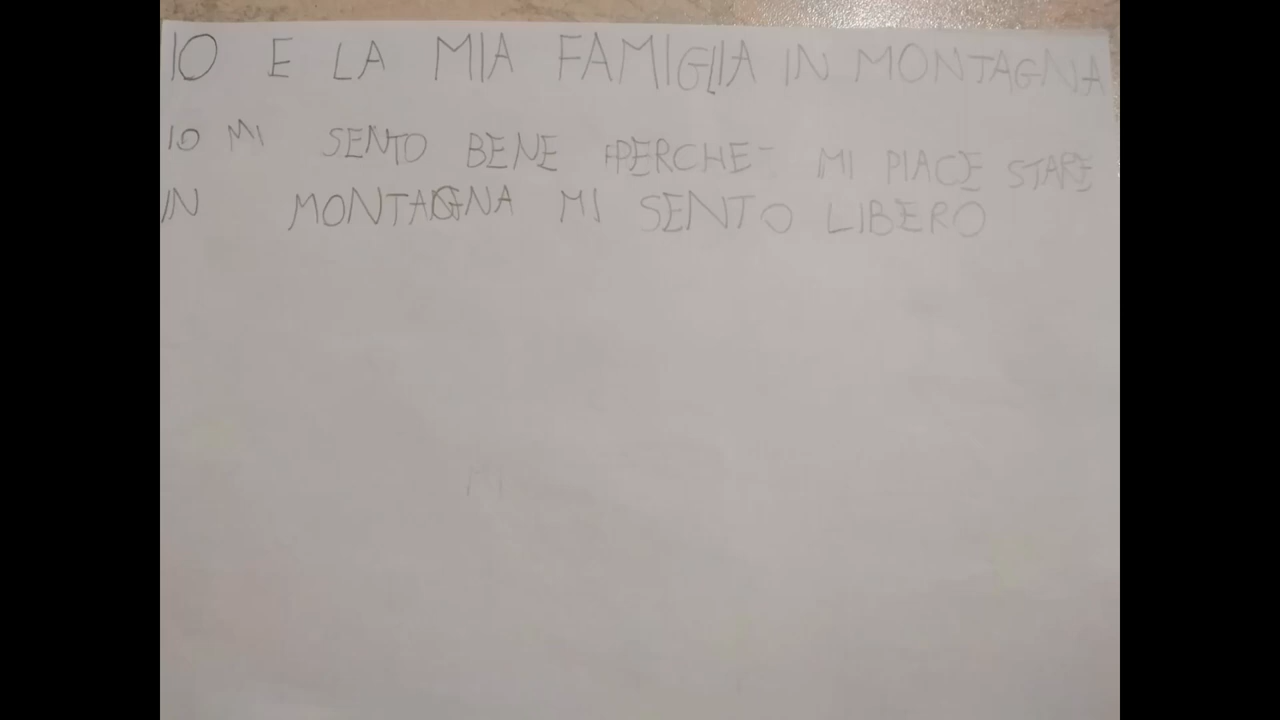 IO E LA MIA FAMIGLIA IN MONTAGNA
IO MI SENTO BENE PERCHE- MI PIACE STARE
IN MONTAGNA MI SENTO LIBERO
MI